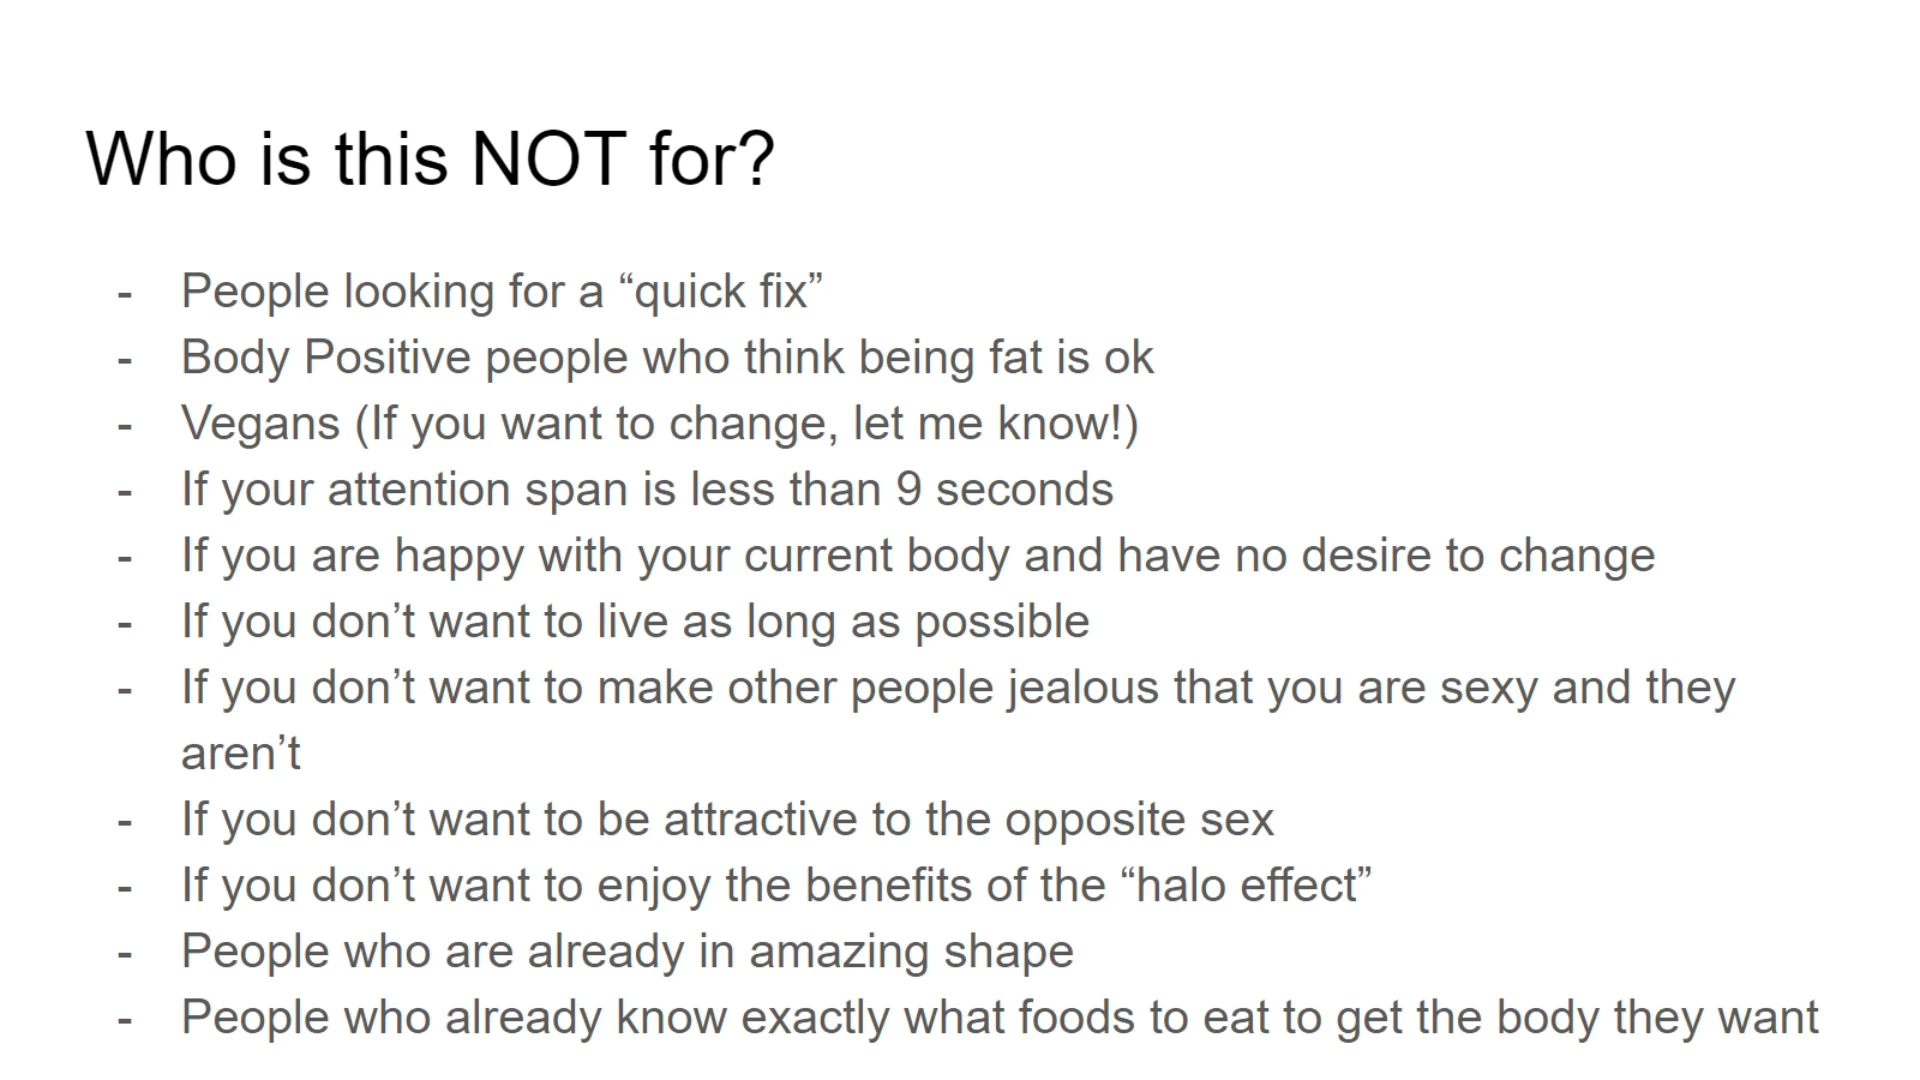 Who is this NOT for?
- People looking for a “quick fix”
- Body Positive people who think being fat is ok
- Vegans (If you want to change, let me know!)
- If your attention span is less than 9 seconds
- If you are happy with your current body and have no desire to change
- If you don’t want to live as long as possible
- If you don’t want to make other people jealous that you are sexy and they
aren’t
- If you don’t want to be attractive to the opposite sex
- If you don’t want to enjoy the benefits of the “halo effect”
- People who are already in amazing shape
- People who already know exactly what foods to eat to get the body they want